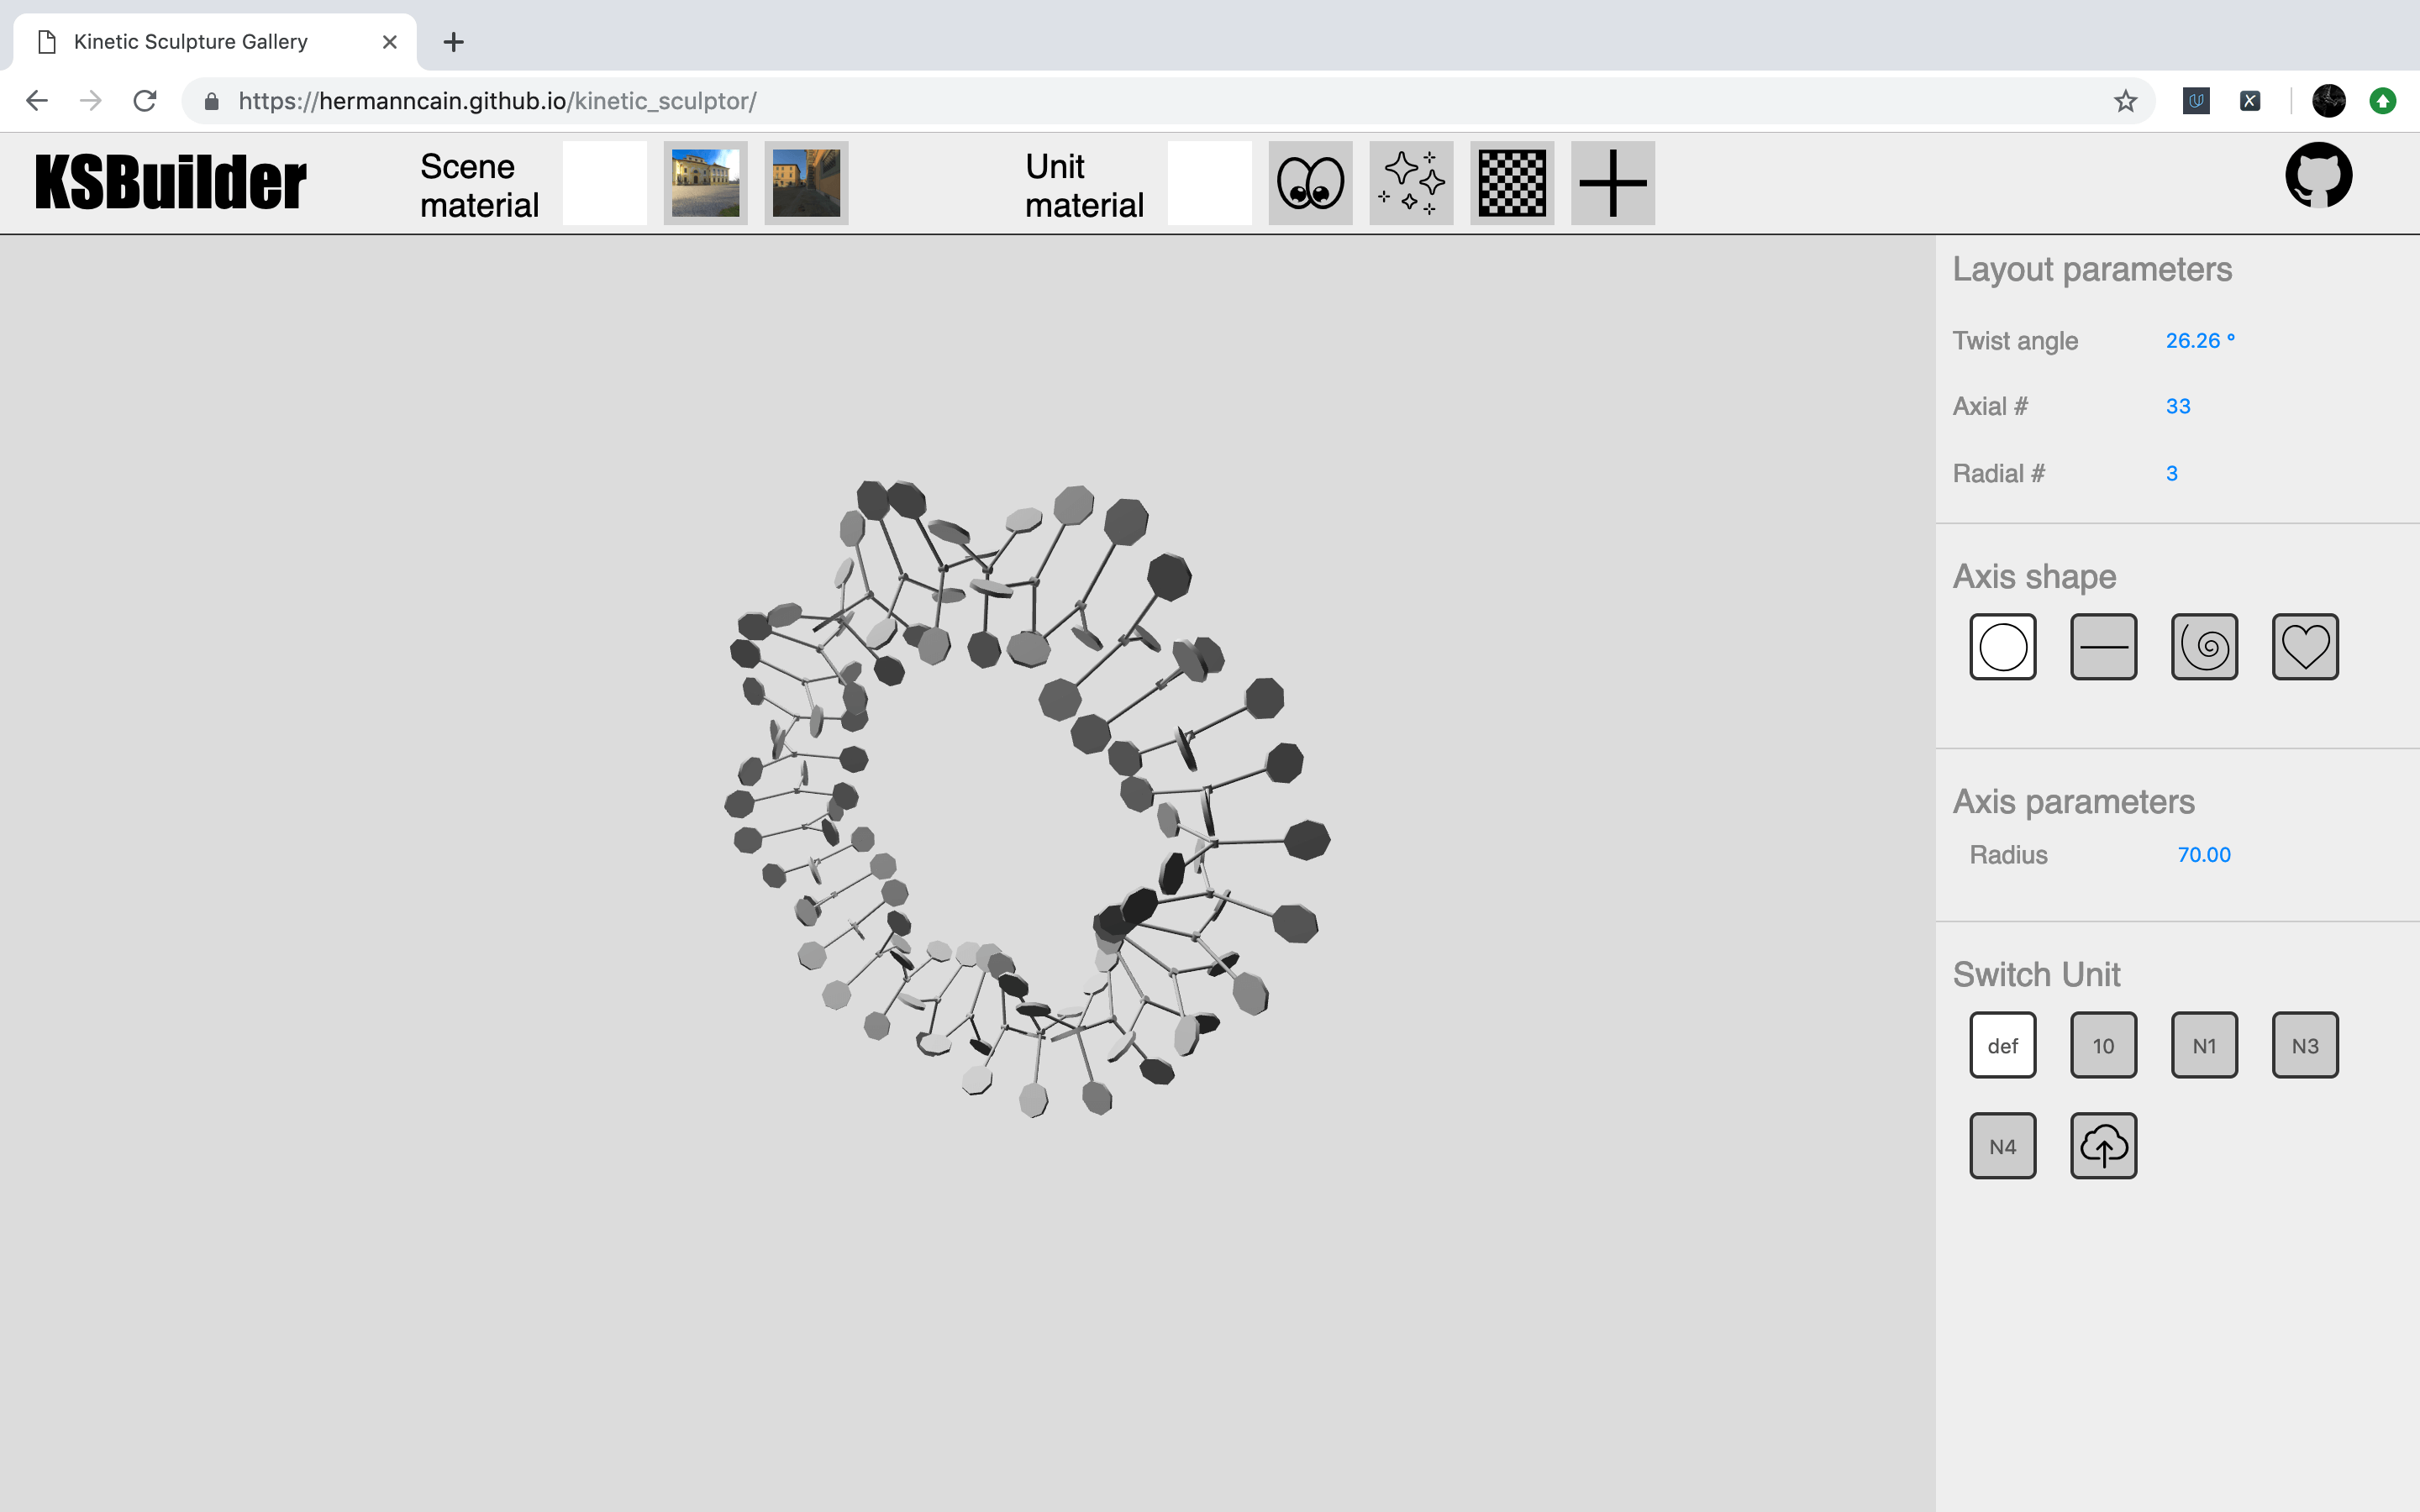 Kinetic Sculpture Gallery
https://hermanncain.github.io/kinetic_sculptor/
KSBuilder
Scene
material
Unit
material
Layout parameters
Twist angle 26.26 °
Axial # 33
Radial # 3
Axis shape
Axis parameters
Radius 70.00
Switch Unit
def 10 N1 N3
N4